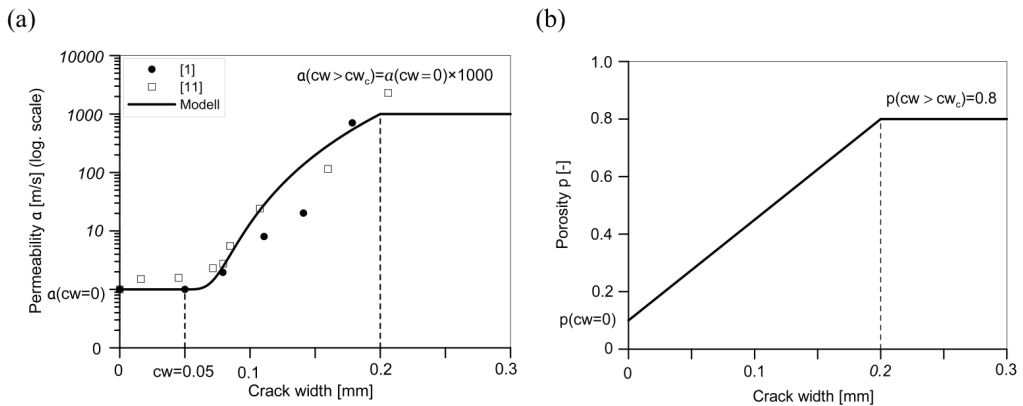 (a)
(b)
10000
1000
100
10
α(cw=0)
0
Permeability α [m/s] (log. scale)
[1]
[11]
Modell
α(cw>cwc)=α(cw=0)×1000
0
cw=0.05
0.1
0.2
0.3
Crack width [mm]
1.0
0.8
0.6
0.4
0.2
p(cw=0)
0
Porosity p [-]
p(cw>cwc)=0.8
0
0.1
0.2
0.3
Crack width [mm]